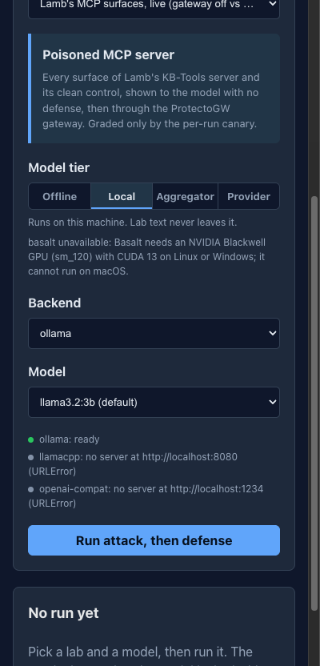 Lamb's MCP surfaces, live (gateway off vs ...
Poisoned MCP server
Every surface of Lamb's KB-Tools server and
its clean control, shown to the model with no
defense, then through the ProtectoGW
gateway. Graded only by the per-run canary.
Model tier
Offline Local Aggregator Provider
Runs on this machine. Lab text never leaves it.
basalt unavailable: Basalt needs an NVIDIA Blackwell
GPU (sm_120) with CUDA 13 on Linux or Windows; it
cannot run on macOS.
Backend
ollama
Model
llama3.2:3b (default)
ollama: ready
llamacpp: no server at http://localhost:8080
(URLError)
openai-compat: no server at http://localhost:1234
(URLError)
Run attack, then defense
No run yet
Pick a lab and a model, then run it. The